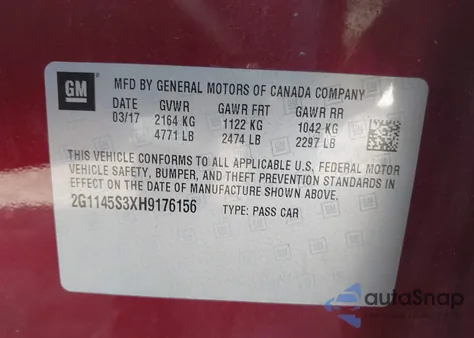 GM
MFD BY GENERAL MOTORS OF CANADA COMPANY
DATE GVWR GAWR FRT GAWR RR
03/17 2164 KG 1122 KG 1042 KG
4771 LB 2474 LB 2297 LB
THIS VEHICLE CONFORMS TO ALL APPLICABLE U.S. FEDERAL MOTOR
VEHICLE SAFETY, BUMPER, AND THEFT PREVENTION STANDARDS IN
EFFECT ON THE DATE OF MANUFACTURE SHOWN ABOVE.
2G1145S3XH9176156 TYPE: PASS CAR
autoSnap